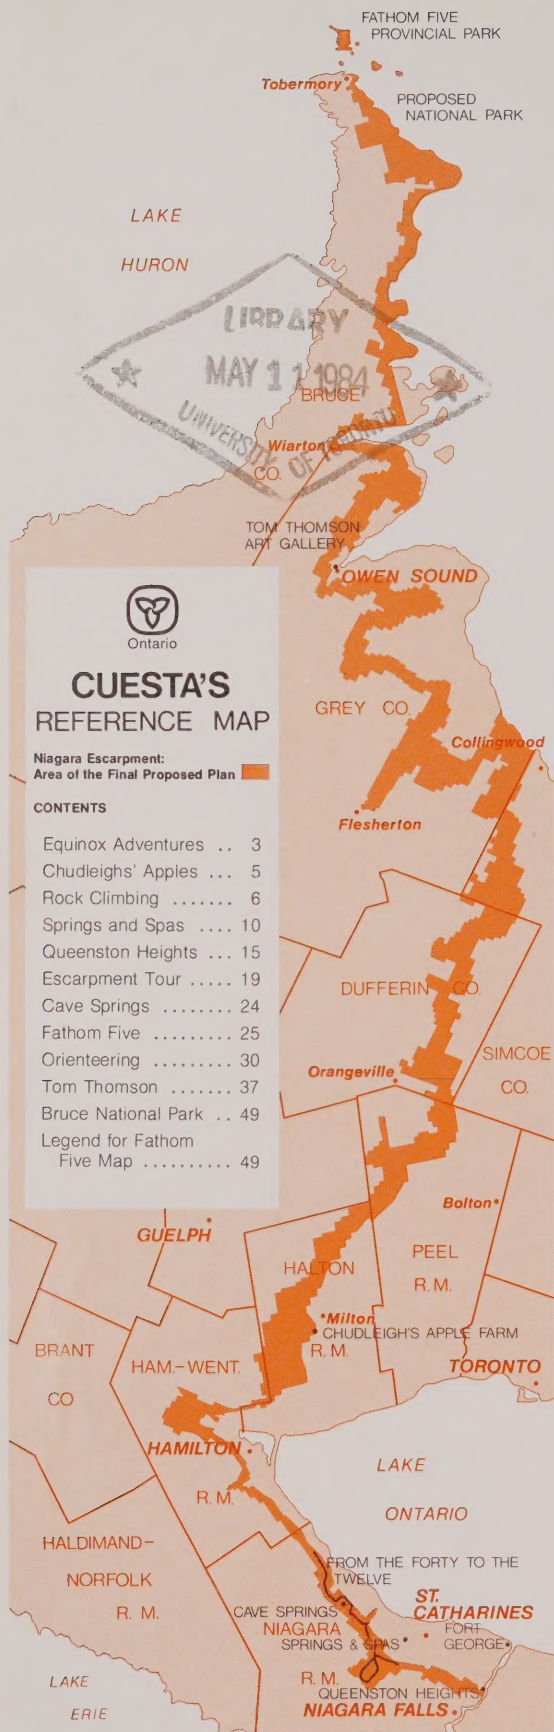 FATHOM FIVE
PROVINCIAL PARK
Tobermory
PROPOSED
NATIONAL PARK
LAKE
HURON
LIBRARY
MAY 11 1984
UNIVERSITY OF TORONTO
BRUCE
Wiarton
CO.
TOM THOMSON
ART GALLERY
OWEN SOUND
Ontario
CUESTA'S
REFERENCE MAP
Niagara Escarpment:
Area of the Final Proposed Plan
CONTENTS
Equinox Adventures .. 3
Chudleighs' Apples ... 5
Rock Climbing ....... 6
Springs and Spas .... 10
Queenston Heights ... 15
Escarpment Tour ..... 19
Cave Springs ........ 24
Fathom Five ......... 25
Orienteering ......... 30
Tom Thomson ....... 37
Bruce National Park .. 49
Legend for Fathom
Five Map .......... 49
GREY CO.
Collingwood
Flesherton
DUFFERIN CO.
SIMCOE
CO.
Orangeville
Bolton
GUELPH
PEEL
R.M.
HALTON
Milton
CHUDLEIGH'S APPLE FARM
R.M.
BRANT
CO
HAM.-WENT.
TORONTO
HAMILTON
LAKE
ONTARIO
R.M.
HALDIMAND-
NORFOLK
R. M.
FROM THE FORTY TO THE
TWELVE
ST.
CATHARINES
CAVE SPRINGS
NIAGARA
FORT
GEORGE
SPRINGS & SPAS
R.M.
QUEENSTON HEIGHTS
NIAGARA FALLS
LAKE
ERIE